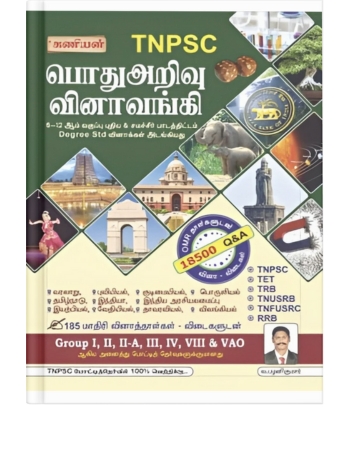 கணியன்
TNPSC
பொதுஅறிவு
வினாவங்கி
6-12 ஆம் வகுப்பு புதிய & சமச்சீர் பாடத்திட்டம்
Degree Std வினாக்கள் அடங்கியது
OUR தாள்களுடன்
18500 Q&A
வினா - விடைகள்
TNPSC
TET
TRB
TNUSRB
TNFUSRC
RRB
வரலாறு, புவியியல், குடிமையியல், பொருளியல்
தமிழ்நாடு, இந்தியா, இந்திய அரசியலமைப்பு
இயற்பியல், வேதியியல், தாவரவியல், விலங்கியல்
185 மாதிரி வினாத்தாள்கள் - விடைகளுடன்
Group I, II, II-A, III, IV, VIII & VAO
ஆகிய அனைத்து போட்டித் தேர்வுகளுக்குமானது
TNPSC போட்டித்தேர்வில் 100% வெற்றிக்கு...